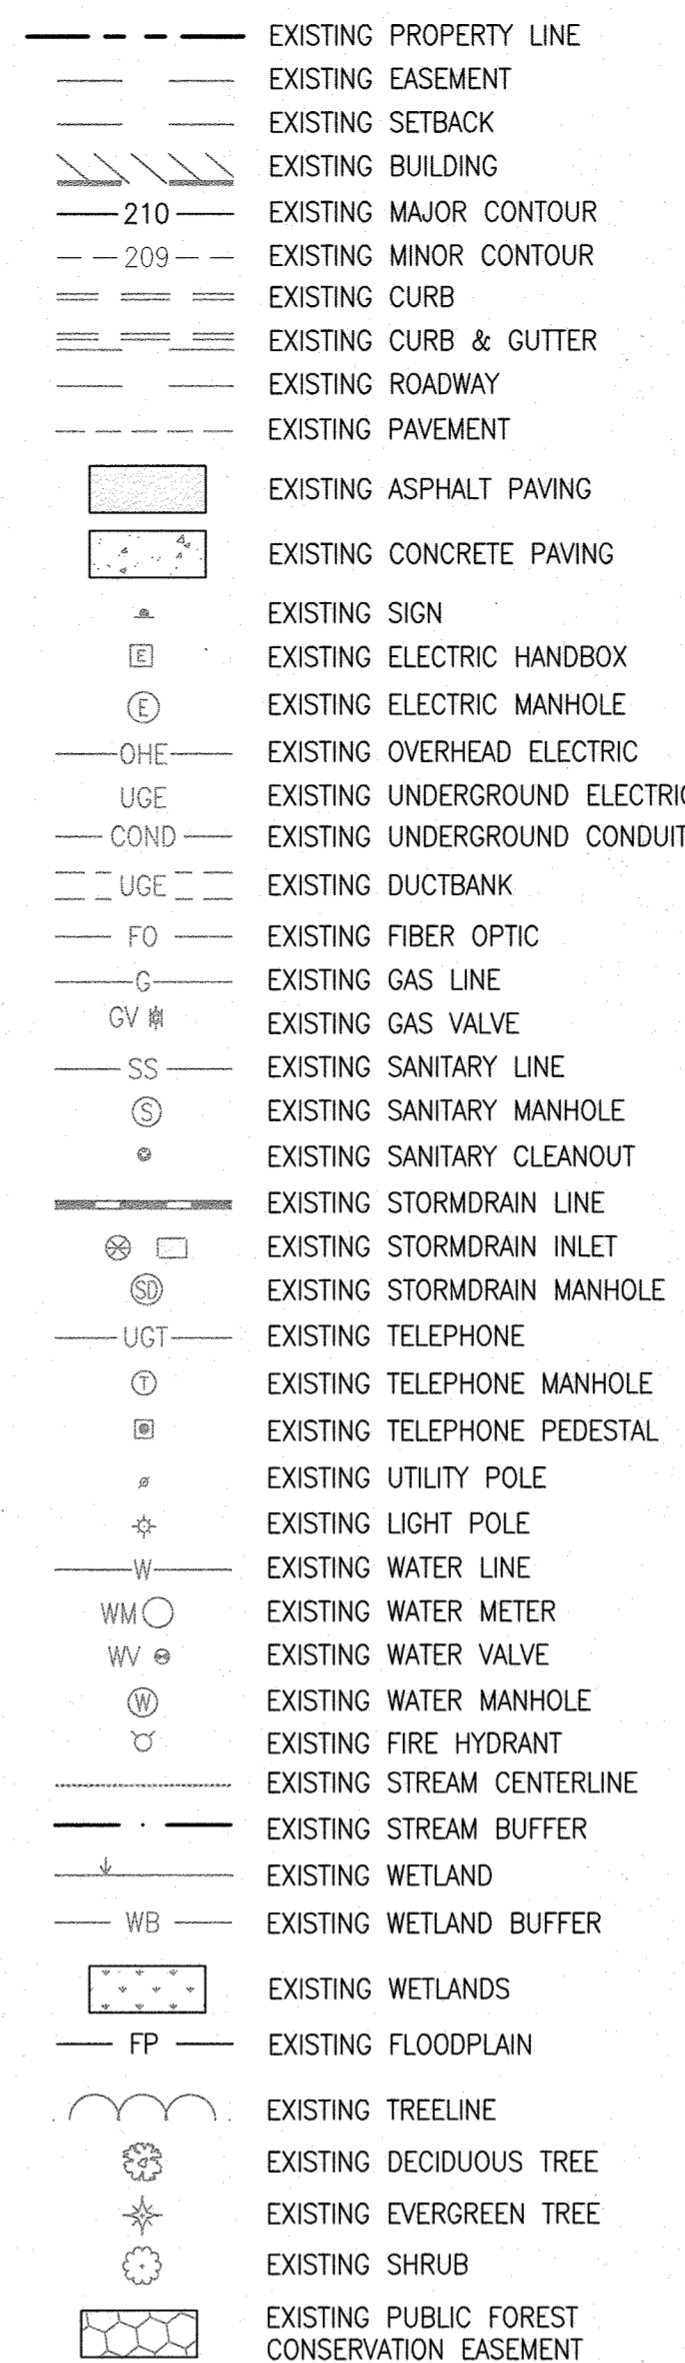 EXISTING PROPERTY LINE
EXISTING EASEMENT
EXISTING SETBACK
EXISTING BUILDING
210 EXISTING MAJOR CONTOUR
209 EXISTING MINOR CONTOUR
EXISTING CURB
EXISTING CURB & GUTTER
EXISTING ROADWAY
EXISTING PAVEMENT
EXISTING ASPHALT PAVING
EXISTING CONCRETE PAVING
EXISTING SIGN
E EXISTING ELECTRIC HANDBOX
E EXISTING ELECTRIC MANHOLE
OHE EXISTING OVERHEAD ELECTRIC
UGE EXISTING UNDERGROUND ELECTRIC
COND EXISTING UNDERGROUND CONDUIT
UGE EXISTING DUCTBANK
FO EXISTING FIBER OPTIC
G EXISTING GAS LINE
GV EXISTING GAS VALVE
SS EXISTING SANITARY LINE
S EXISTING SANITARY MANHOLE
EXISTING SANITARY CLEANOUT
EXISTING STORMDRAIN LINE
EXISTING STORMDRAIN INLET
SD EXISTING STORMDRAIN MANHOLE
UGT EXISTING TELEPHONE
T EXISTING TELEPHONE MANHOLE
EXISTING TELEPHONE PEDESTAL
EXISTING UTILITY POLE
EXISTING LIGHT POLE
W EXISTING WATER LINE
WM EXISTING WATER METER
WV EXISTING WATER VALVE
W EXISTING WATER MANHOLE
EXISTING FIRE HYDRANT
EXISTING STREAM CENTERLINE
EXISTING STREAM BUFFER
EXISTING WETLAND
WB EXISTING WETLAND BUFFER
EXISTING WETLANDS
FP EXISTING FLOODPLAIN
EXISTING TREELINE
EXISTING DECIDUOUS TREE
EXISTING EVERGREEN TREE
EXISTING SHRUB
EXISTING PUBLIC FOREST
CONSERVATION EASEMENT